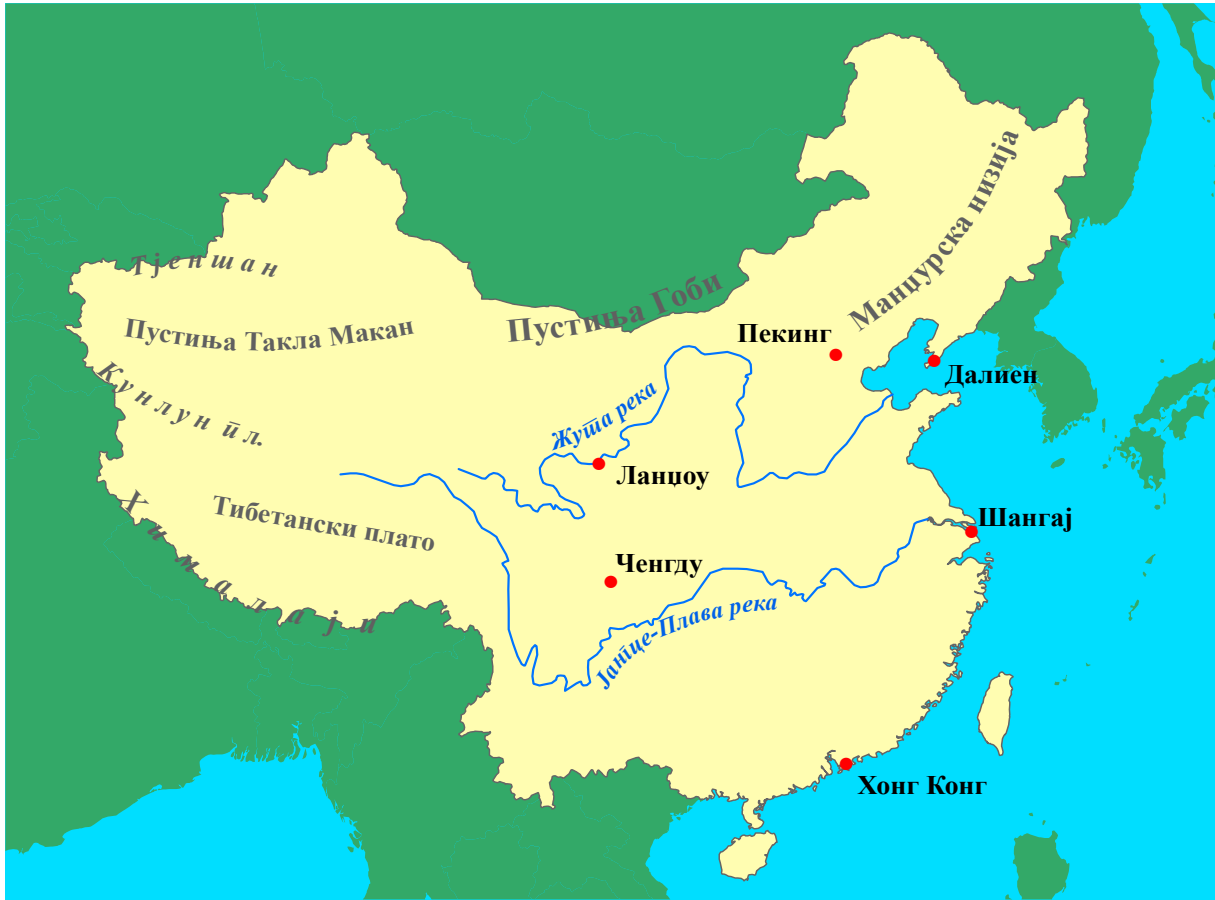 Манџурска низија
Тјеншан
Пустиња Гоби
Пустиња Такла Макан
Пекинг
Далиен
Кунлун пл.
Жута река
Ланџоу
Тибетански плато
Шангај
Хималаји
Ченгду
Јангце-Плава река
Хонг Конг